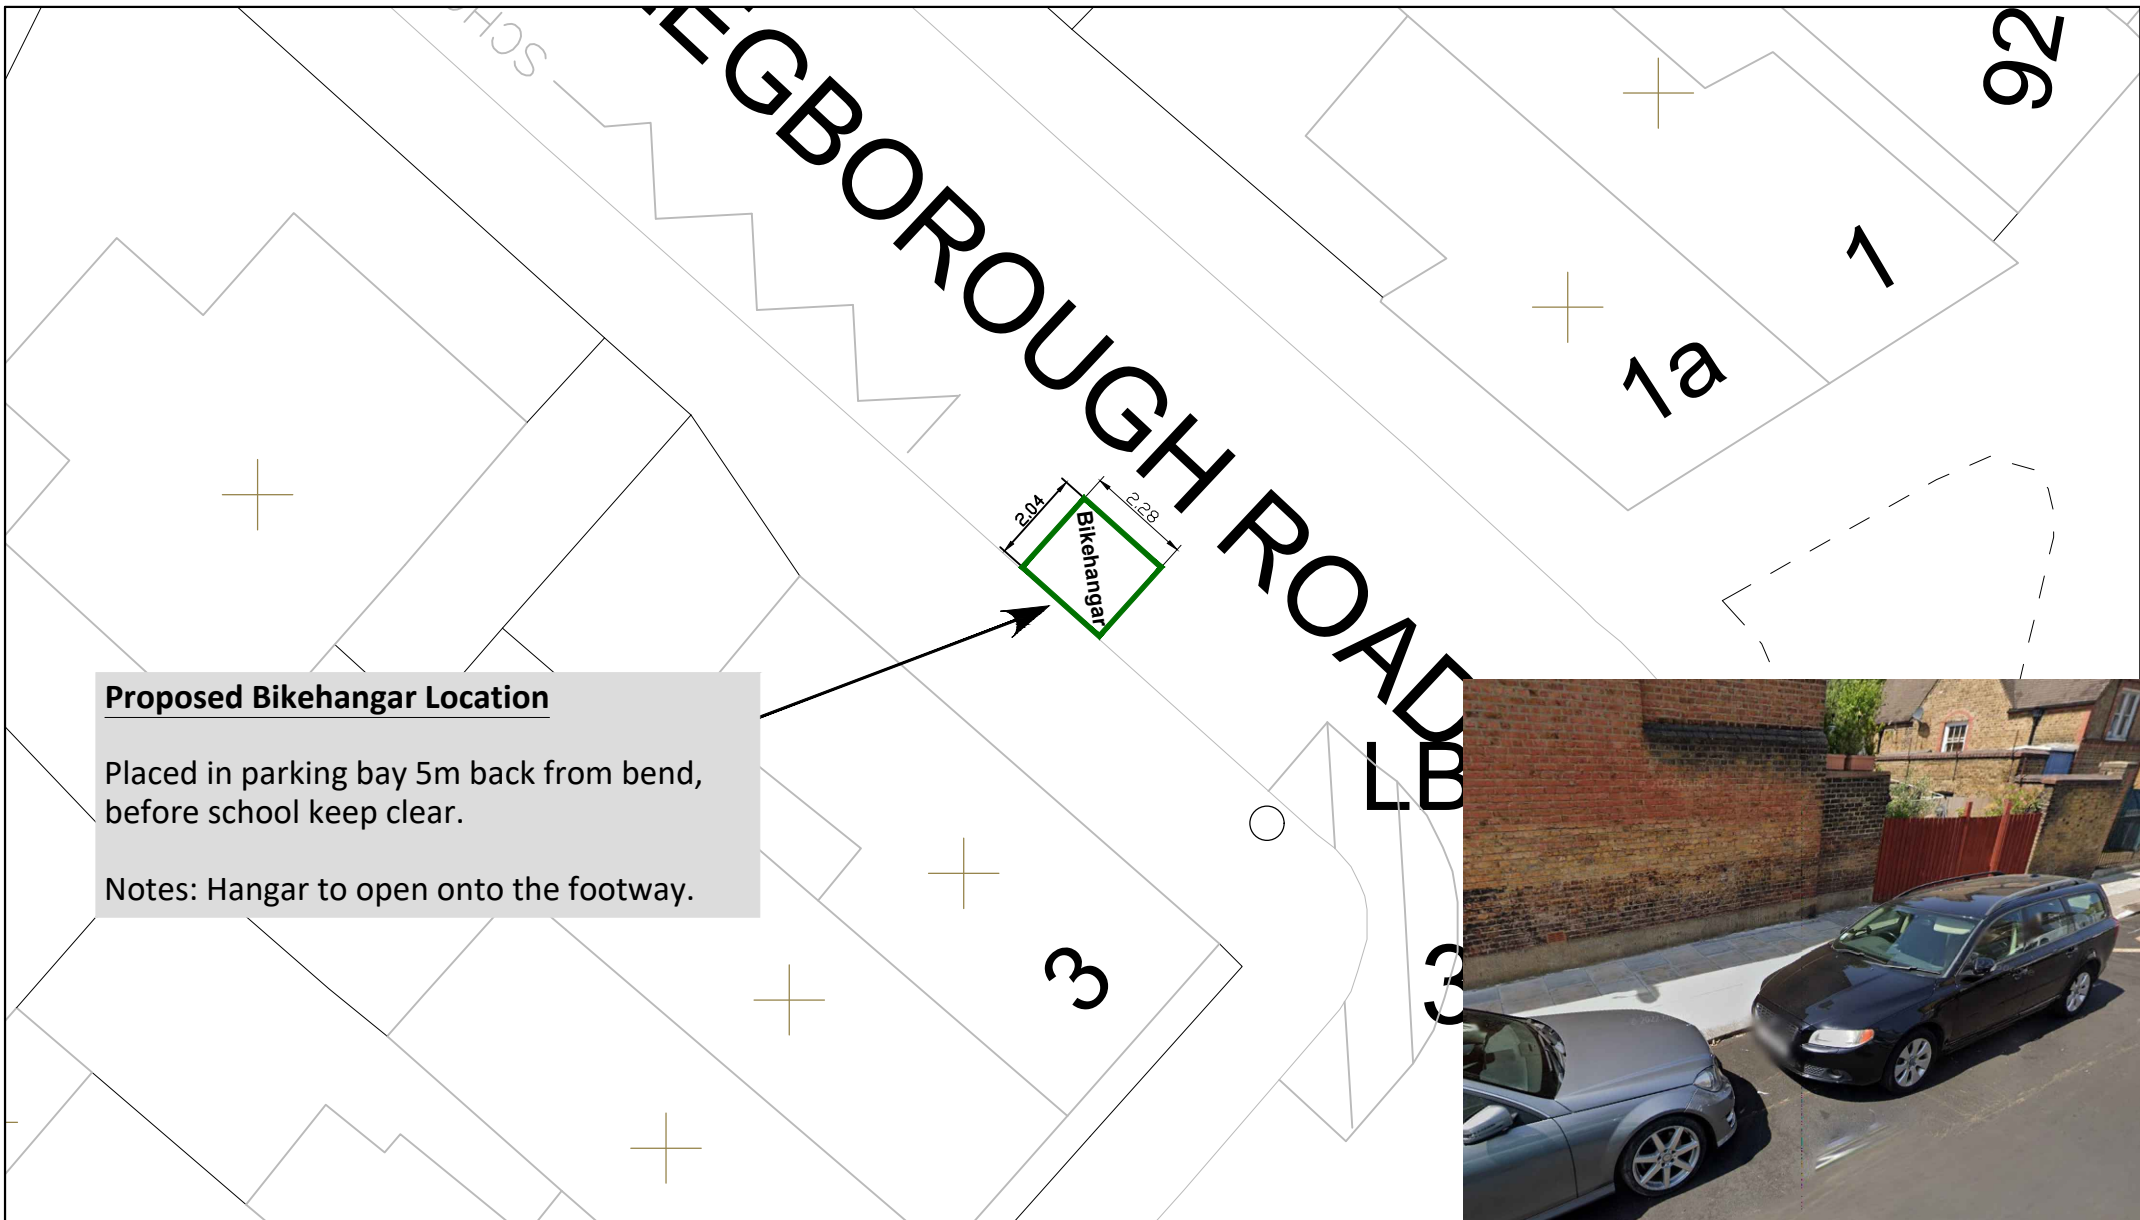 SCHO
EGBOROUGH ROAD
92
1
1a
2.04
2.28
Bikehangar
Proposed Bikehangar Location
Placed in parking bay 5m back from bend,
before school keep clear.
Notes: Hangar to open onto the footway.
LB
3
3